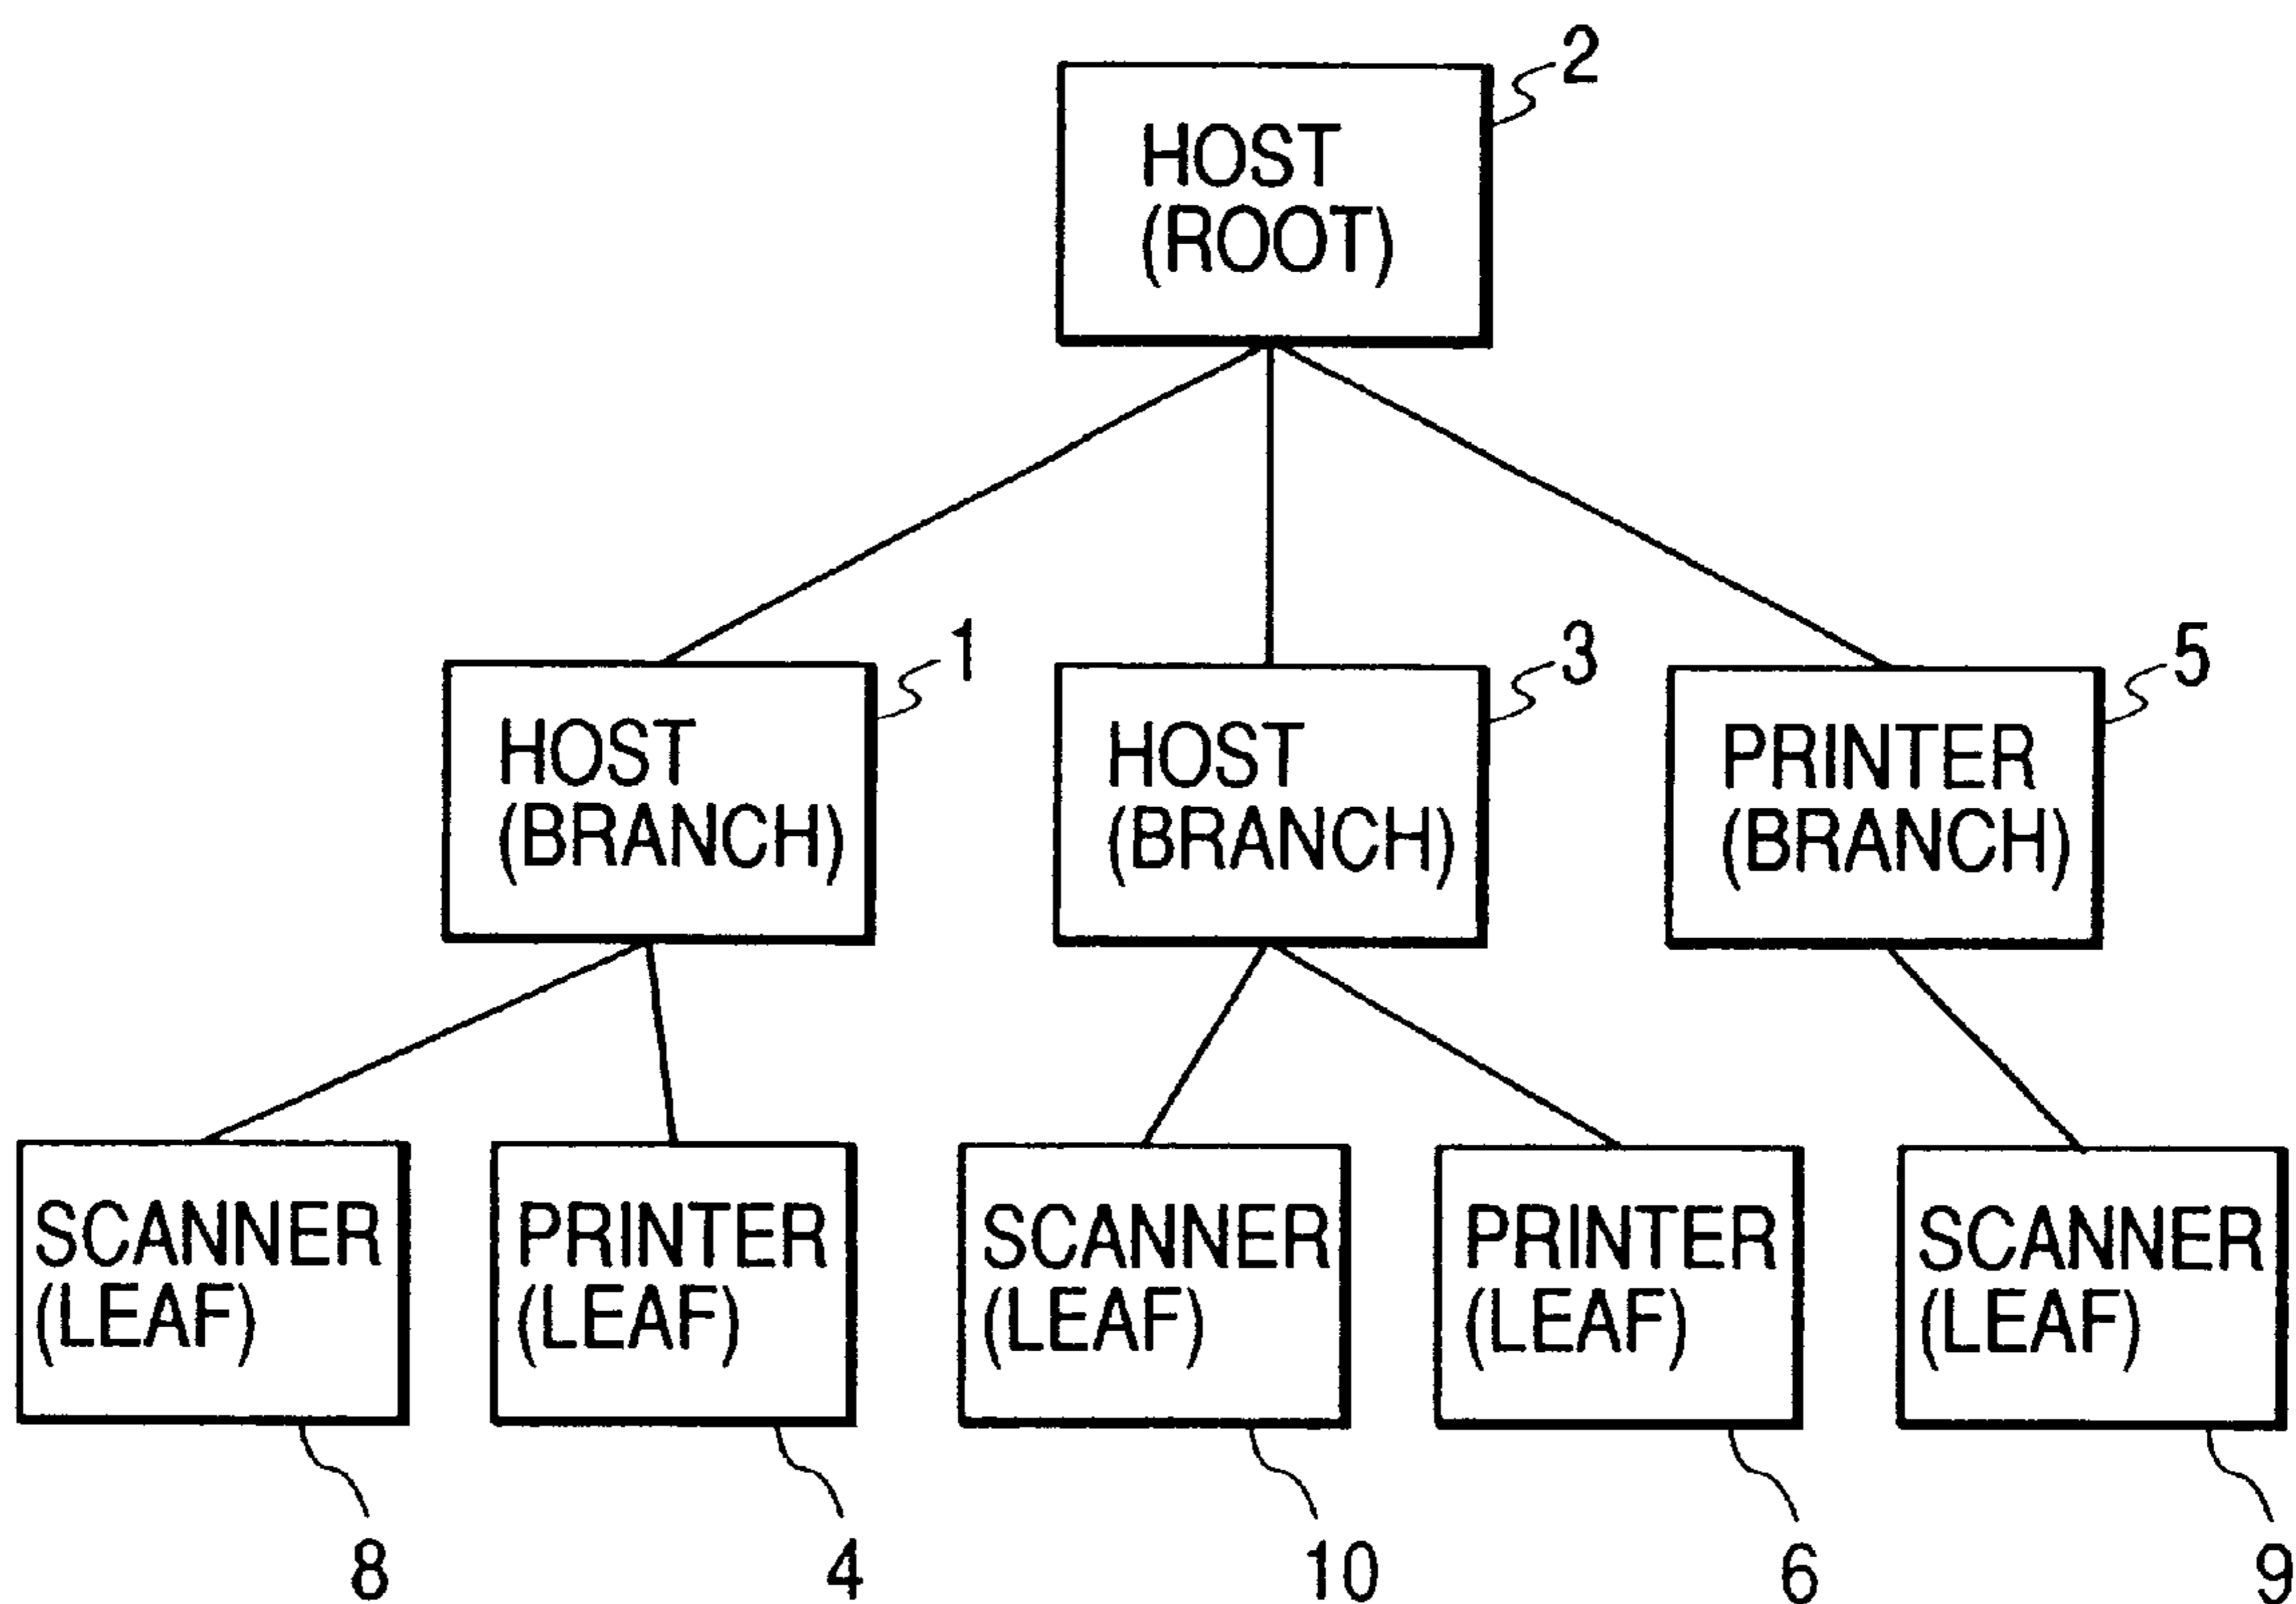 2
HOST
(ROOT)
1
HOST
(BRANCH)
3
HOST
(BRANCH)
5
PRINTER
(BRANCH)
SCANNER
(LEAF)
8
PRINTER
(LEAF)
4
SCANNER
(LEAF)
10
PRINTER
(LEAF)
6
SCANNER
(LEAF)
9